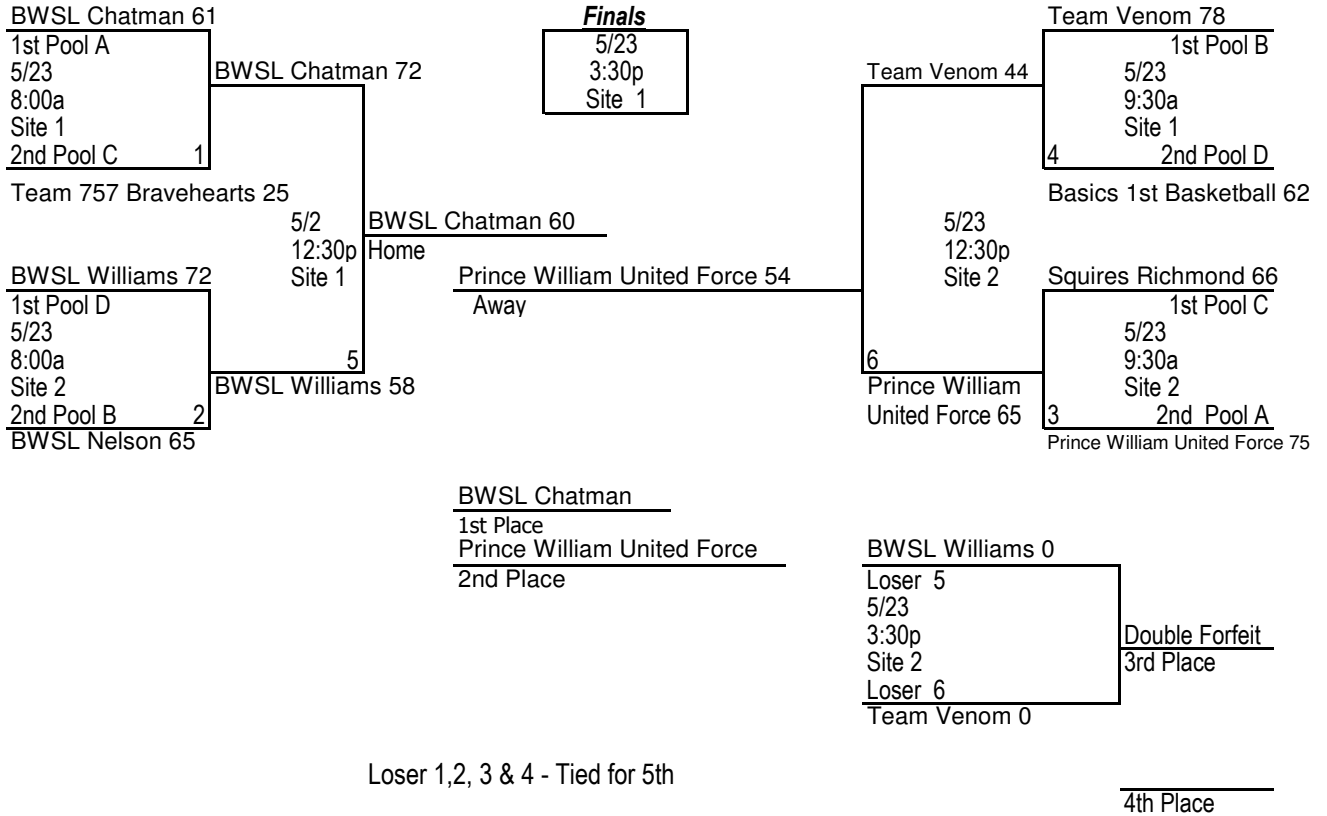 BWSL Chatman 61
1st Pool A
5/23
8:00a
Site 1
2nd Pool C 1
Team 757 Bravehearts 25
BWSL Chatman 72
BWSL Williams 72
1st Pool D
5/23
8:00a
Site 2
2nd Pool B 2
BWSL Nelson 65
5/2
12:30p
Site 1
5
BWSL Williams 58
BWSL Chatman 60
Home
Finals
5/23
3:30p
Site 1
Prince William United Force 54
Away
Team Venom 44
5/23
12:30p
Site 2
6
Prince William
United Force 65
Team Venom 78
1st Pool B
5/23
9:30a
Site 1
4 2nd Pool D
Basics 1st Basketball 62
Squires Richmond 66
1st Pool C
5/23
9:30a
Site 2
3 2nd Pool A
Prince William United Force 75
BWSL Chatman
1st Place
Prince William United Force
2nd Place
BWSL Williams 0
Loser 5
5/23
3:30p
Site 2
Loser 6
Team Venom 0
Double Forfeit
3rd Place
Loser 1,2, 3 & 4 - Tied for 5th
4th Place